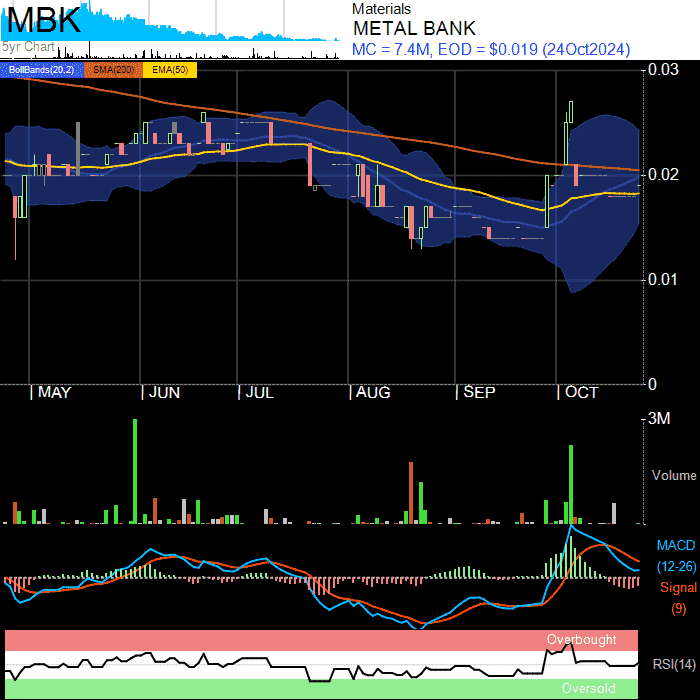 MBK
5yr Chart
Materials
METAL BANK
MC = 7.4M, EOD = $0.019 (24Oct2024)
BollBands(20,2) SMA(200) EMA(50)
0.03
0.02
0.01
0
MAY JUN JUL AUG SEP OCT
3M
Volume
MACD
(12-26)
Signal
(9)
Overbought
RSI(14)
Oversold